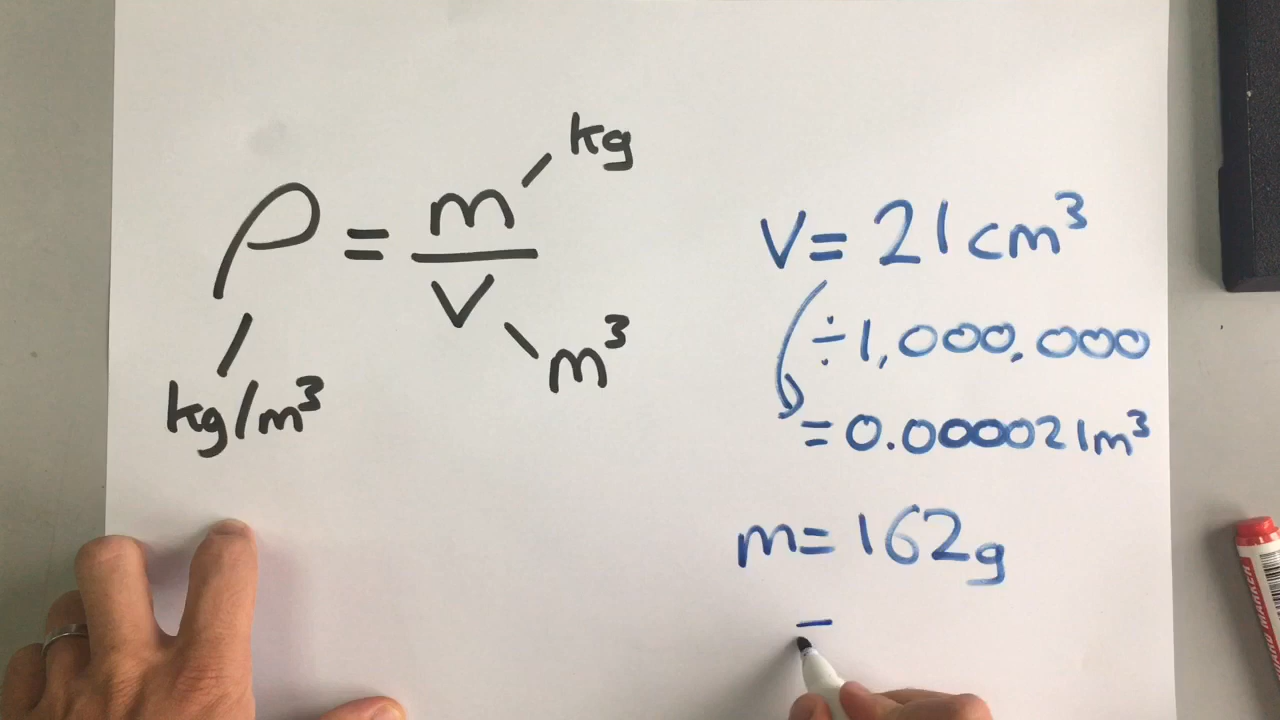 ρ = m/V
kg
m³
kg/m³
V = 21cm³
÷1,000,000
= 0.000021m³
m = 162g